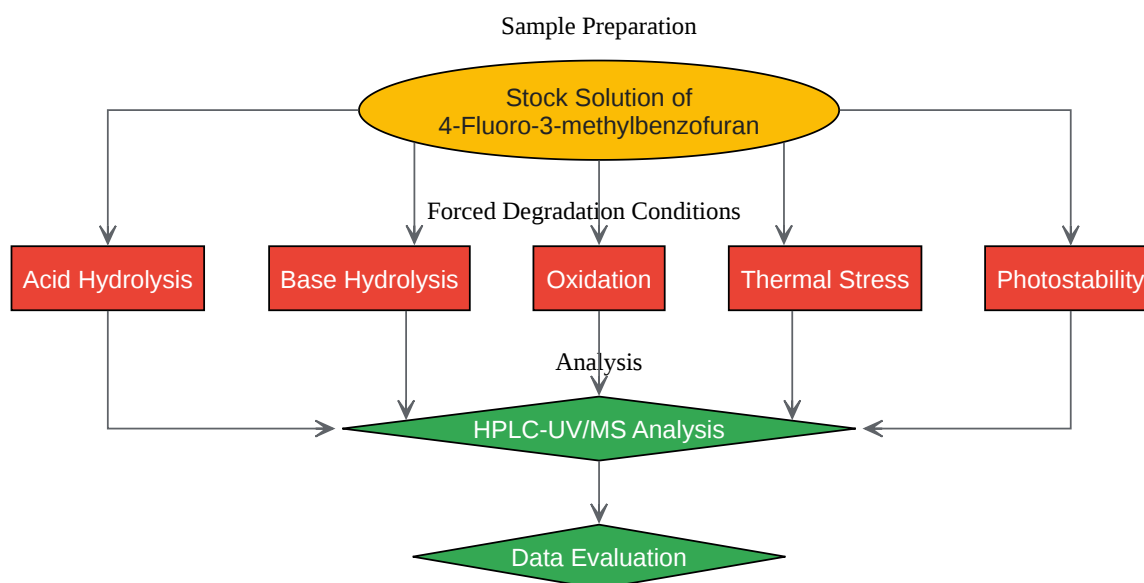 Sample Preparation
Stock Solution of
4-Fluoro-3-methylbenzofuran
Forced Degradation Conditions
Acid Hydrolysis
Base Hydrolysis
Oxidation
Thermal Stress
Photostability
Analysis
HPLC-UV/MS Analysis
Data Evaluation